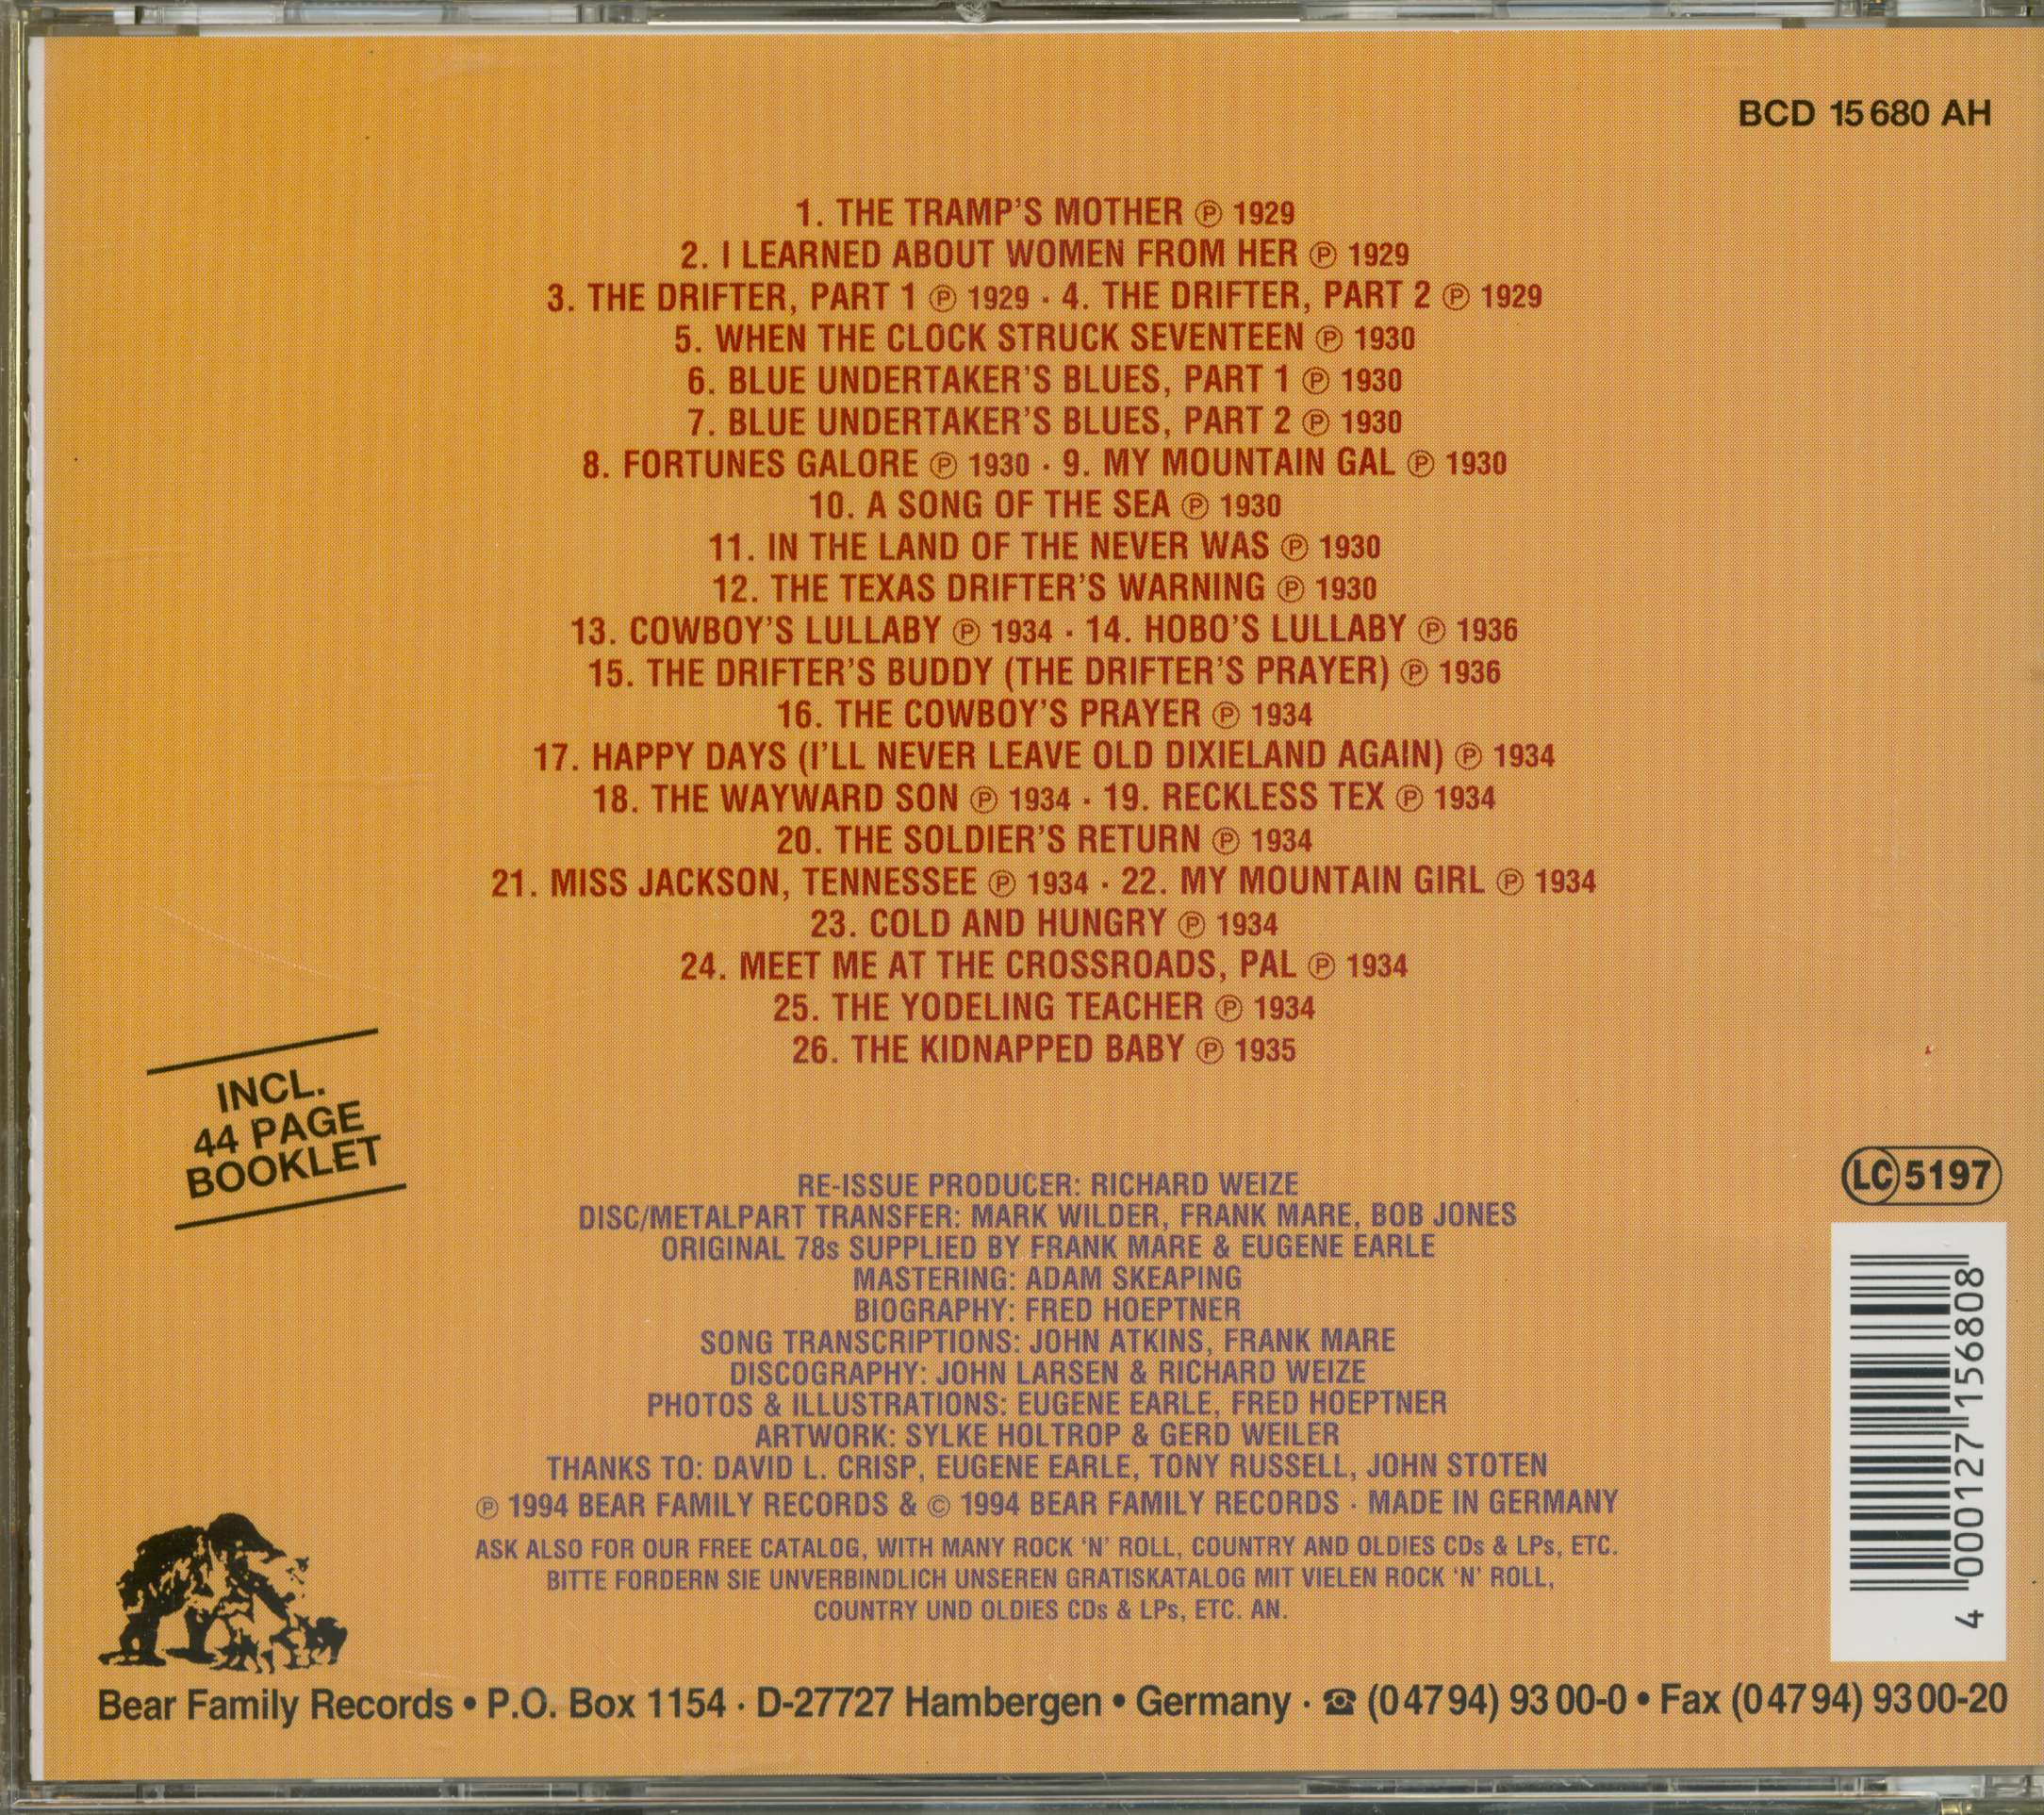 BCD 15680 AH
1. THE TRAMP'S MOTHER ℗ 1929
2. I LEARNED ABOUT WOMEN FROM HER ℗ 1929
3. THE DRIFTER, PART 1 ℗ 1929 · 4. THE DRIFTER, PART 2 ℗ 1929
5. WHEN THE CLOCK STRUCK SEVENTEEN ℗ 1930
6. BLUE UNDERTAKER'S BLUES, PART 1 ℗ 1930
7. BLUE UNDERTAKER'S BLUES, PART 2 ℗ 1930
8. FORTUNES GALORE ℗ 1930 · 9. MY MOUNTAIN GAL ℗ 1930
10. A SONG OF THE SEA ℗ 1930
11. IN THE LAND OF THE NEVER WAS ℗ 1930
12. THE TEXAS DRIFTER'S WARNING ℗ 1930
13. COWBOY'S LULLABY ℗ 1934 · 14. HOBO'S LULLABY ℗ 1936
15. THE DRIFTER'S BUDDY (THE DRIFTER'S PRAYER) ℗ 1936
16. THE COWBOY'S PRAYER ℗ 1934
17. HAPPY DAYS (I'LL NEVER LEAVE OLD DIXIELAND AGAIN) ℗ 1934
18. THE WAYWARD SON ℗ 1934 · 19. RECKLESS TEX ℗ 1934
20. THE SOLDIER'S RETURN ℗ 1934
21. MISS JACKSON, TENNESSEE ℗ 1934 · 22. MY MOUNTAIN GIRL ℗ 1934
23. COLD AND HUNGRY ℗ 1934
24. MEET ME AT THE CROSSROADS, PAL ℗ 1934
25. THE YODELING TEACHER ℗ 1934
26. THE KIDNAPPED BABY ℗ 1935
INCL.
44 PAGE
BOOKLET
RE-ISSUE PRODUCER: RICHARD WEIZE
DISC/METALPART TRANSFER: MARK WILDER, FRANK MARE, BOB JONES
ORIGINAL 78s SUPPLIED BY FRANK MARE & EUGENE EARLE
MASTERING: ADAM SKEAPING
BIOGRAPHY: FRED HOEPTNER
SONG TRANSCRIPTIONS: JOHN ATKINS, FRANK MARE
DISCOGRAPHY: JOHN LARSEN & RICHARD WEIZE
PHOTOS & ILLUSTRATIONS: EUGENE EARLE, FRED HOEPTNER
ARTWORK: SYLKE HOLTROP & GERD WEILER
THANKS TO: DAVID L. CRISP, EUGENE EARLE, TONY RUSSELL, JOHN STOTEN
℗ 1994 BEAR FAMILY RECORDS & © 1994 BEAR FAMILY RECORDS · MADE IN GERMANY
ASK ALSO FOR OUR FREE CATALOG, WITH MANY ROCK 'N' ROLL, COUNTRY AND OLDIES CDs & LPs, ETC.
BITTE FORDERN SIE UNVERBINDLICH UNSEREN GRATISKATALOG MIT VIELEN ROCK 'N' ROLL,
COUNTRY UND OLDIES CDs & LPs, ETC. AN.
LC 5197
4 000127 156808
Bear Family Records • P.O. Box 1154 · D-27727 Hambergen • Germany · ☎ (04794) 9300-0 • Fax (04794) 9300-20